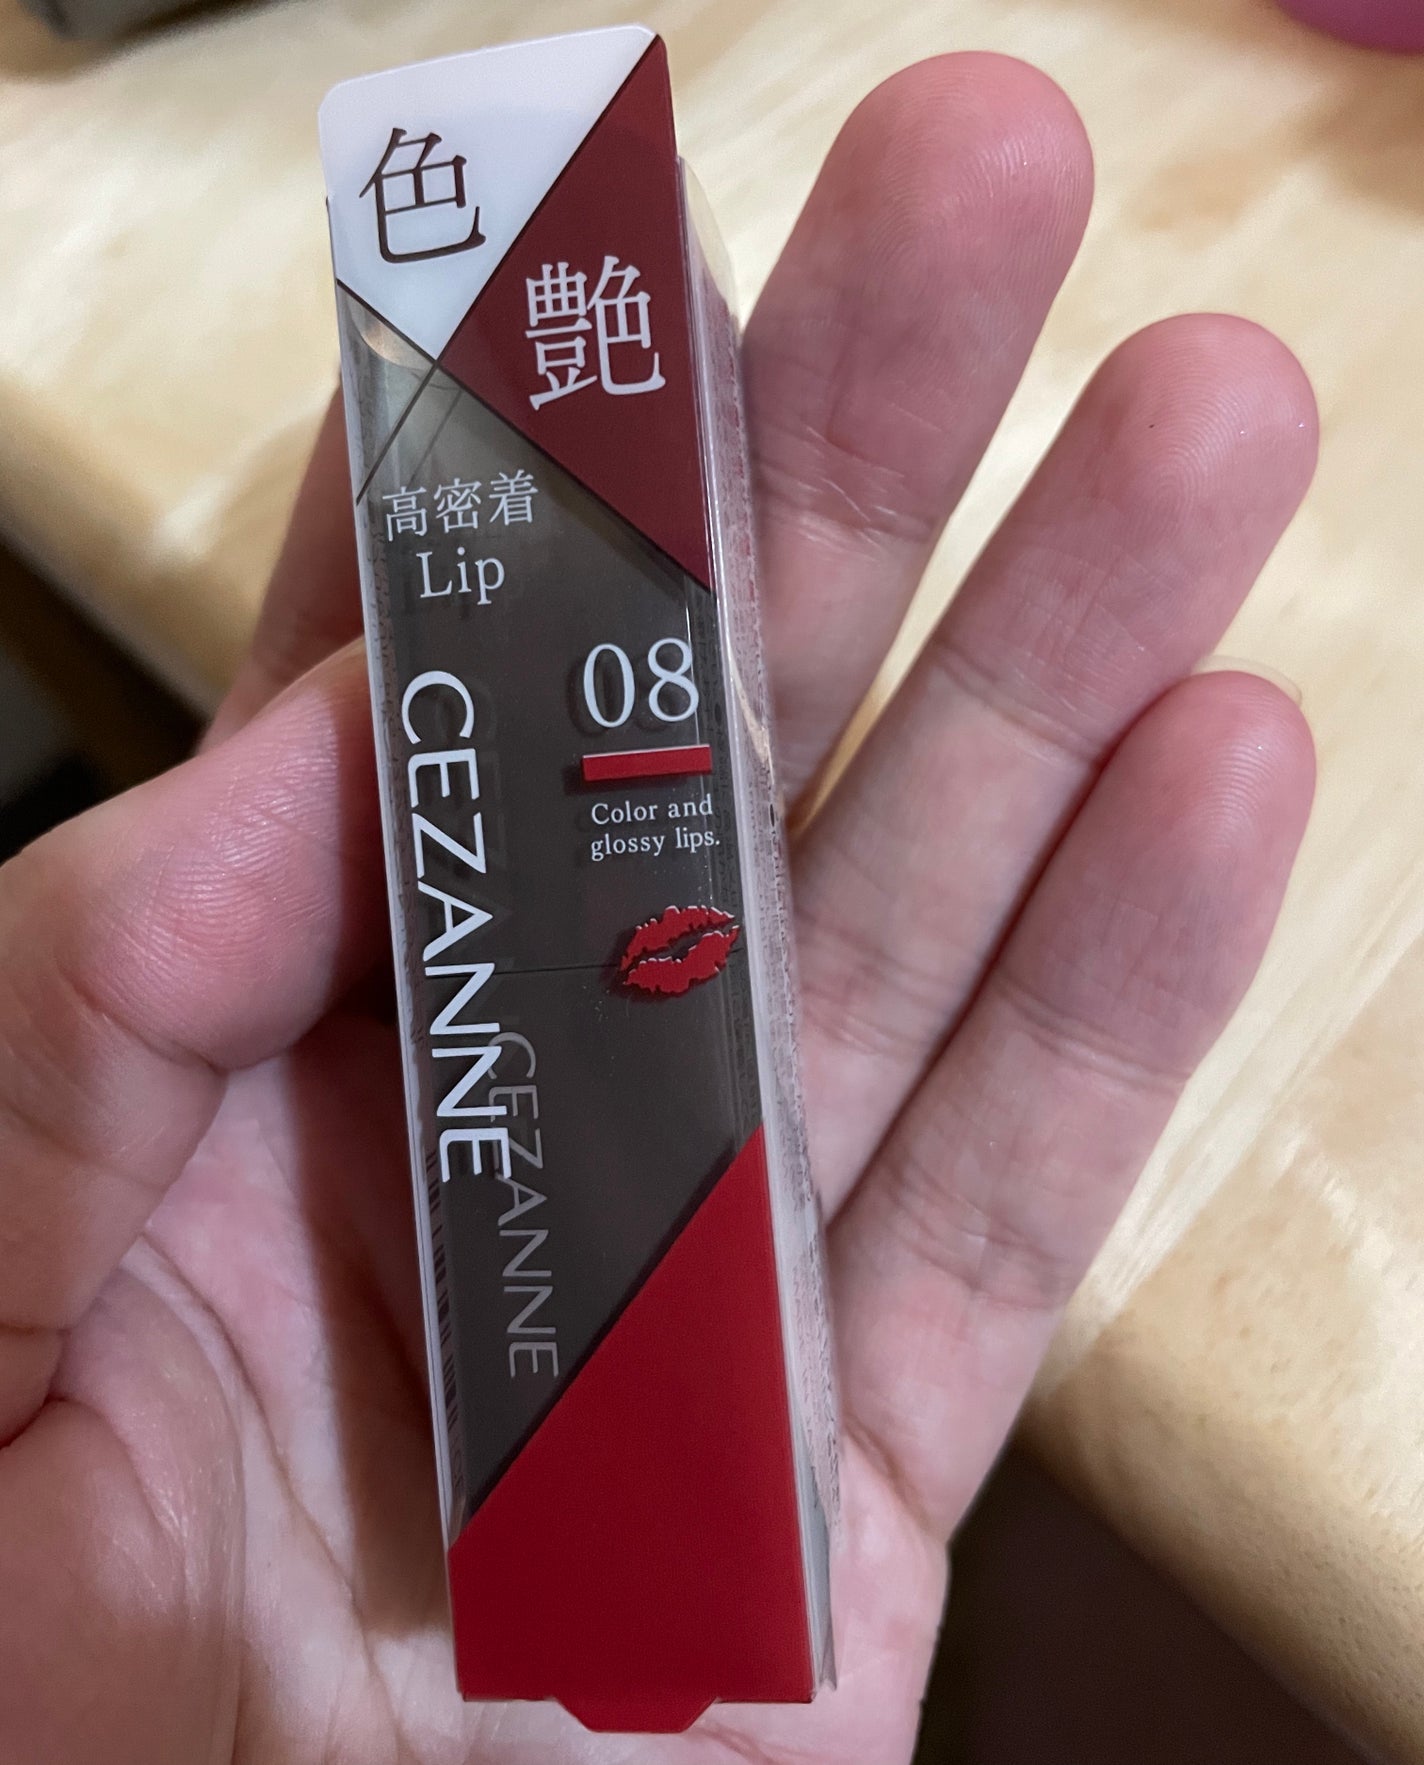 色
艶
高密着
Lip
08
Color and
glossy lips.
CEZANNE
CEZANNE